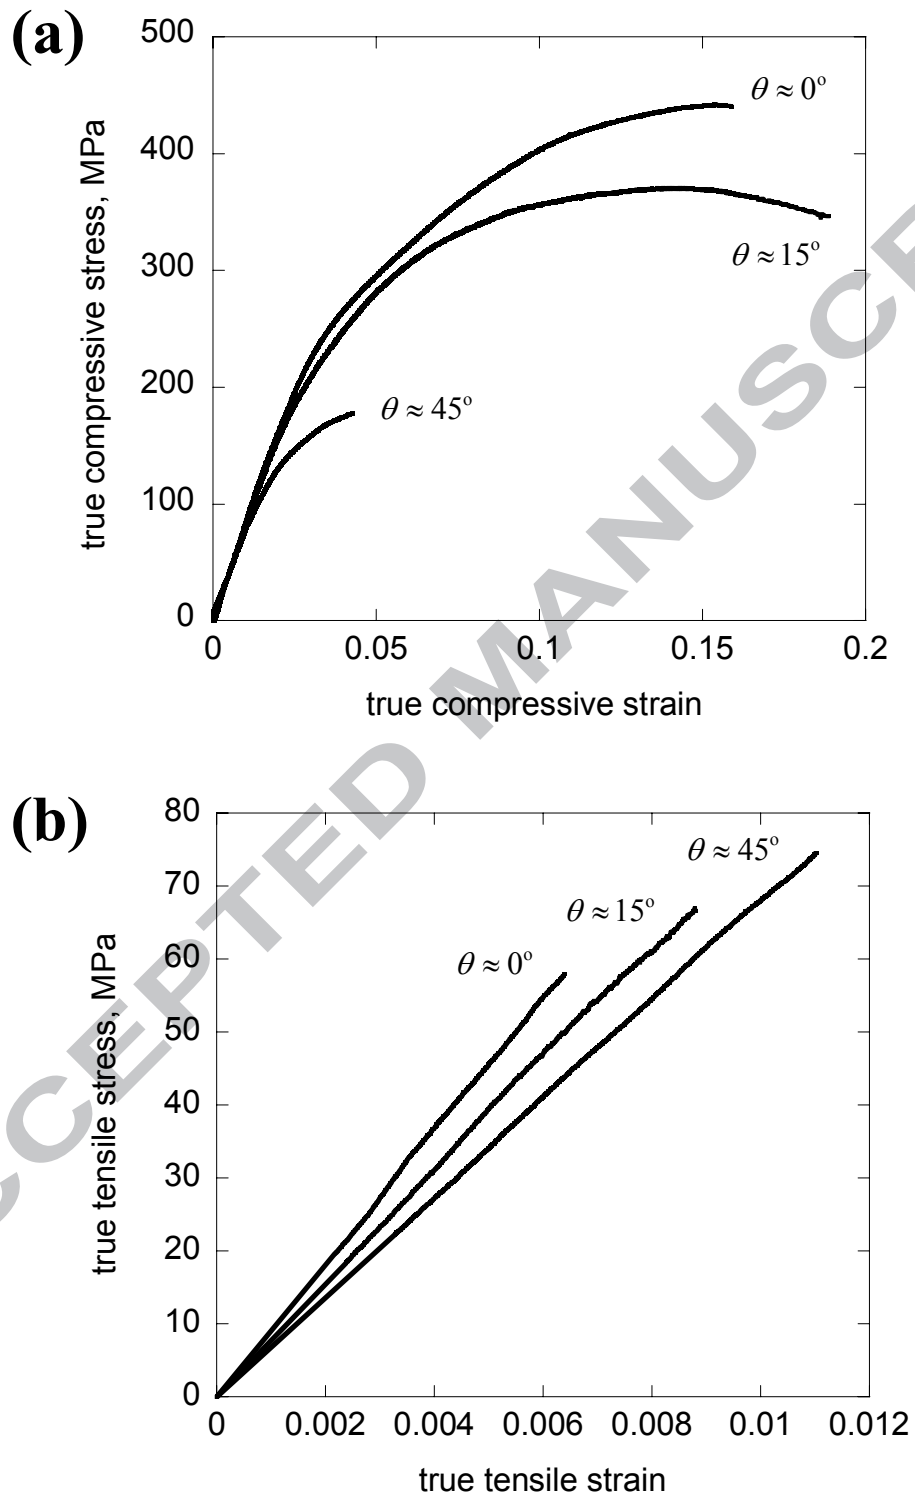 (a)
500
400
300
200
100
0
true compressive stress, MPa
θ ≈ 0°
θ ≈ 15°
θ ≈ 45°
0 0.05 0.1 0.15 0.2
true compressive strain
(b)
80
70
60
50
40
30
20
10
0
true tensile stress, MPa
θ ≈ 45°
θ ≈ 15°
θ ≈ 0°
0 0.002 0.004 0.006 0.008 0.01 0.012
true tensile strain
CCEPTED MANUSC